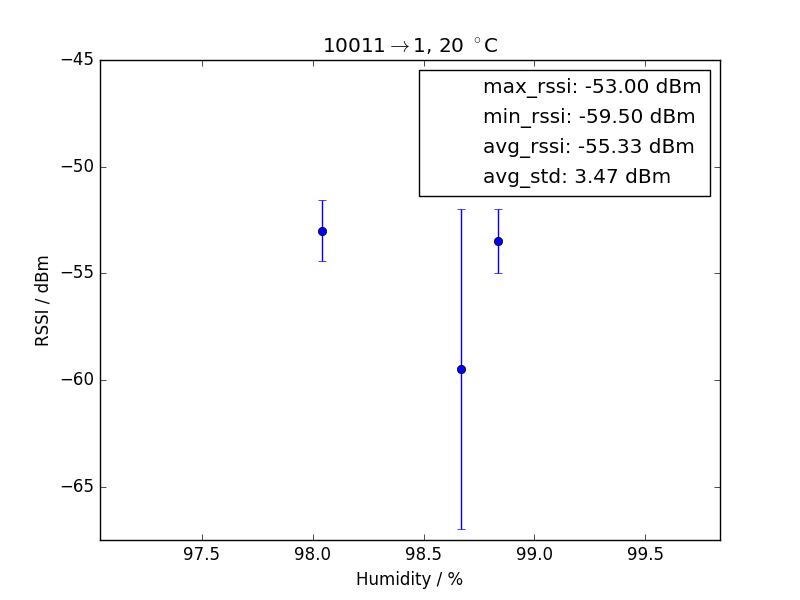 10011→1, 20 °C
max_rssi: -53.00 dBm
min_rssi: -59.50 dBm
avg_rssi: -55.33 dBm
avg_std: 3.47 dBm
RSSI / dBm
−45
−50
−55
−60
−65
97.5 98.0 98.5 99.0 99.5
Humidity / %